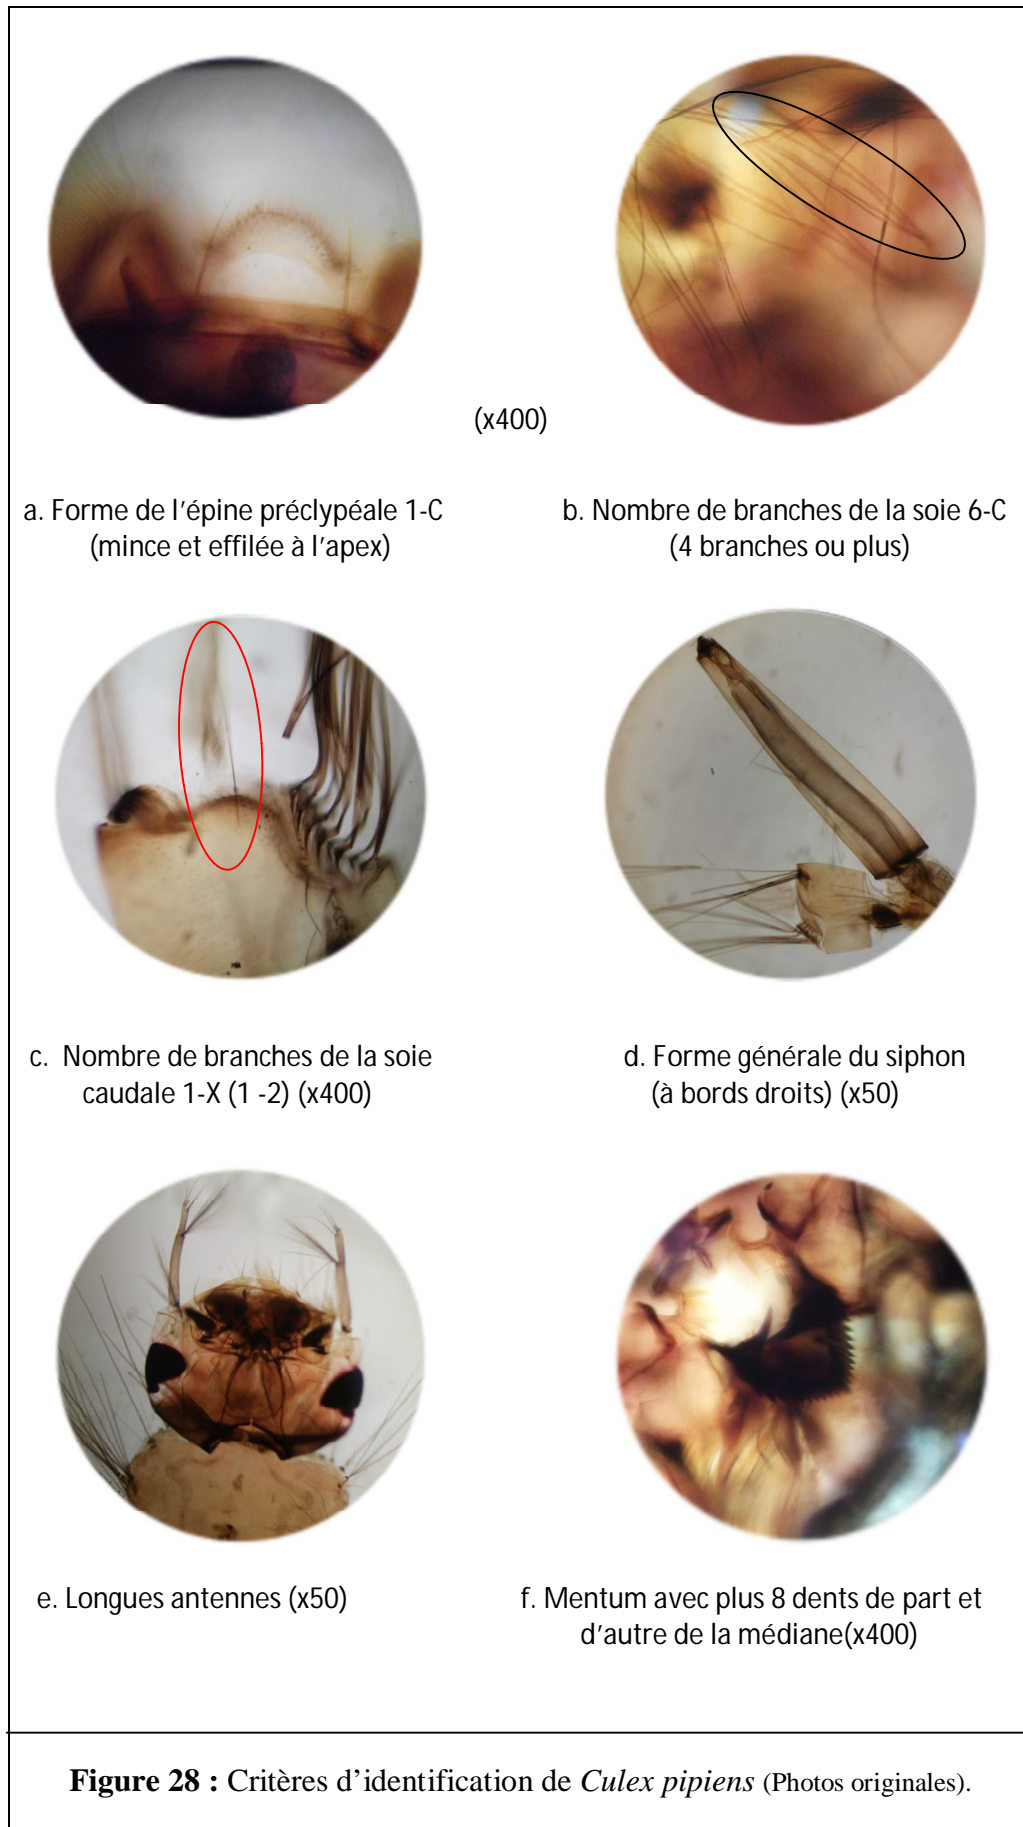 (x400)
a. Forme de l’épine préclypéale 1-C
(mince et effilée à l’apex)
b. Nombre de branches de la soie 6-C
(4 branches ou plus)
c. Nombre de branches de la soie
caudale 1-X (1 -2) (x400)
d. Forme générale du siphon
(à bords droits) (x50)
e. Longues antennes (x50)
f. Mentum avec plus 8 dents de part et
d’autre de la médiane(x400)
Figure 28 : Critères d’identification de Culex pipiens (Photos originales).